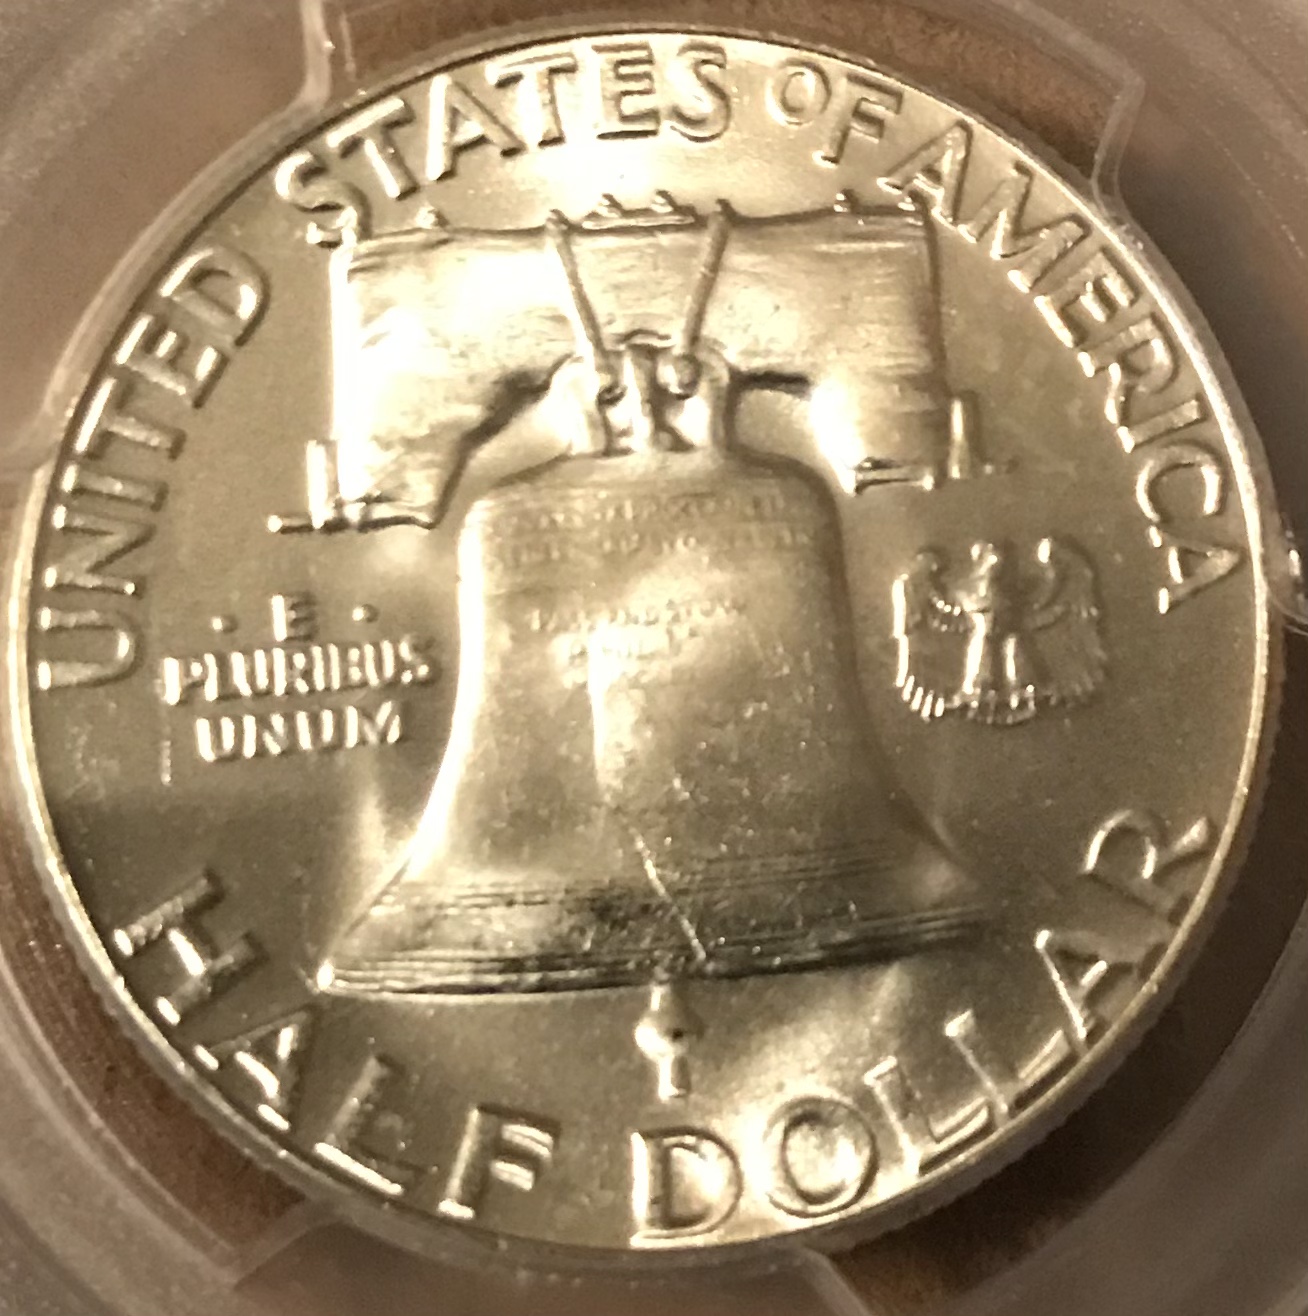 UNITED STATES OF AMERICA
· E ·
PLURIBUS
UNUM
HALF DOLLAR